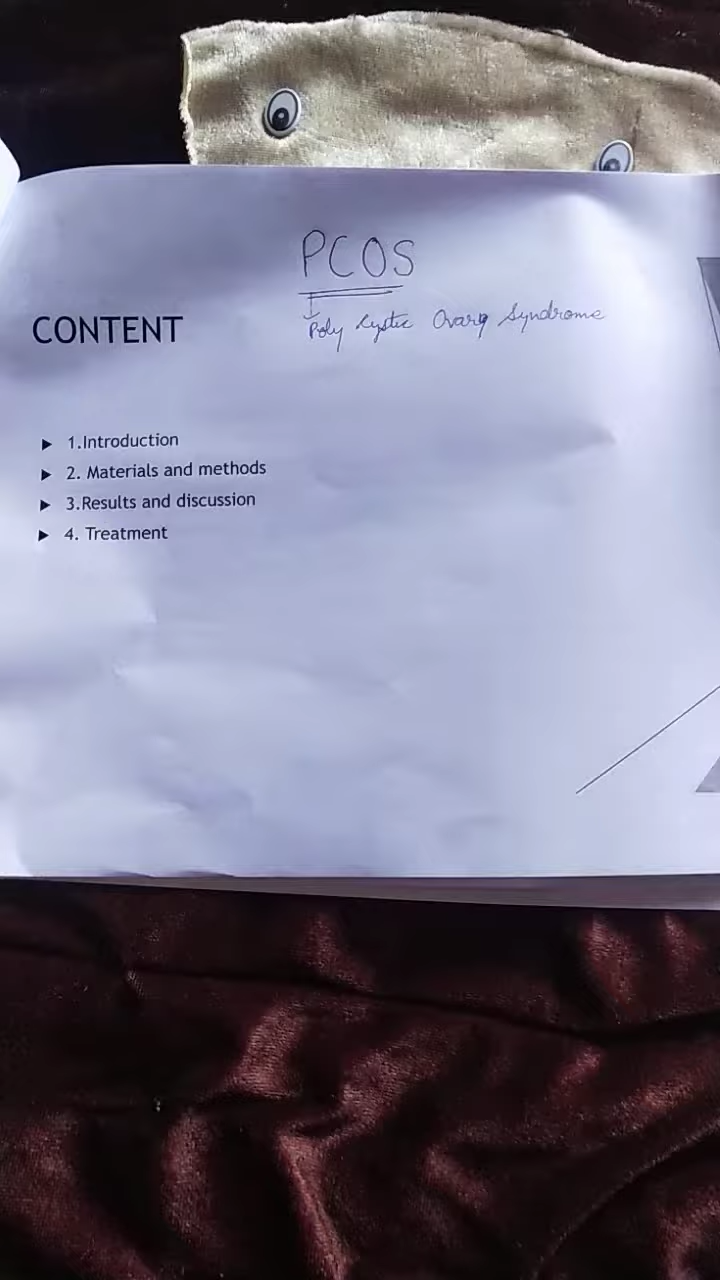 PCOS
Poly Cystic Ovary Syndrome
CONTENT
▶ 1.Introduction
▶ 2. Materials and methods
▶ 3.Results and discussion
▶ 4. Treatment